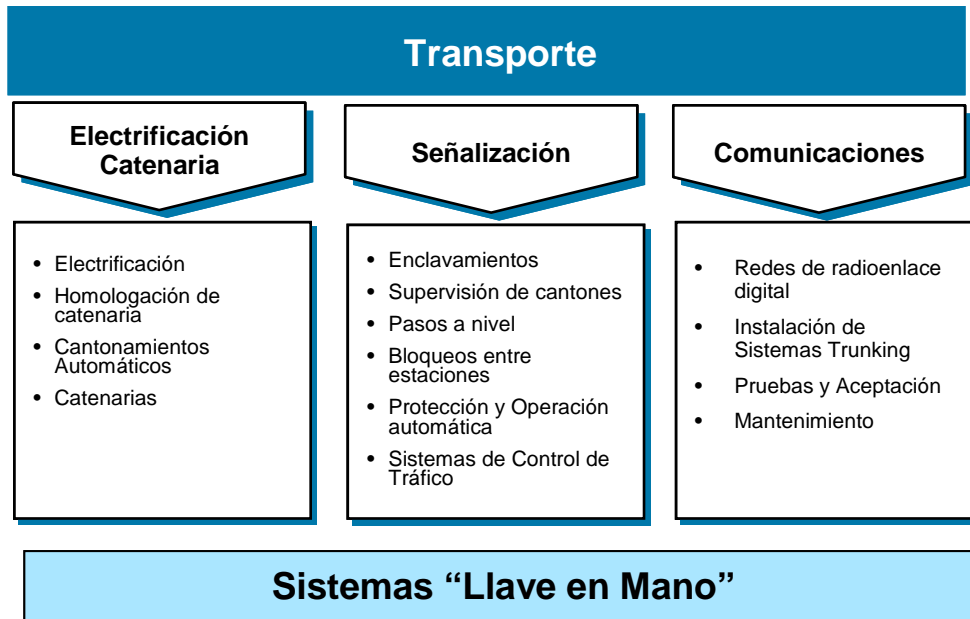 Transporte
Electrificación
Catenaria
• Electrificación
• Homologación de
catenaria
• Cantonamientos
Automáticos
• Catenarias
Señalización
• Enclavamientos
• Supervisión de cantones
• Pasos a nivel
• Bloqueos entre
estaciones
• Protección y Operación
automática
• Sistemas de Control de
Tráfico
Comunicaciones
• Redes de radioenlace
digital
• Instalación de
Sistemas Trunking
• Pruebas y Aceptación
• Mantenimiento
Sistemas “Llave en Mano”